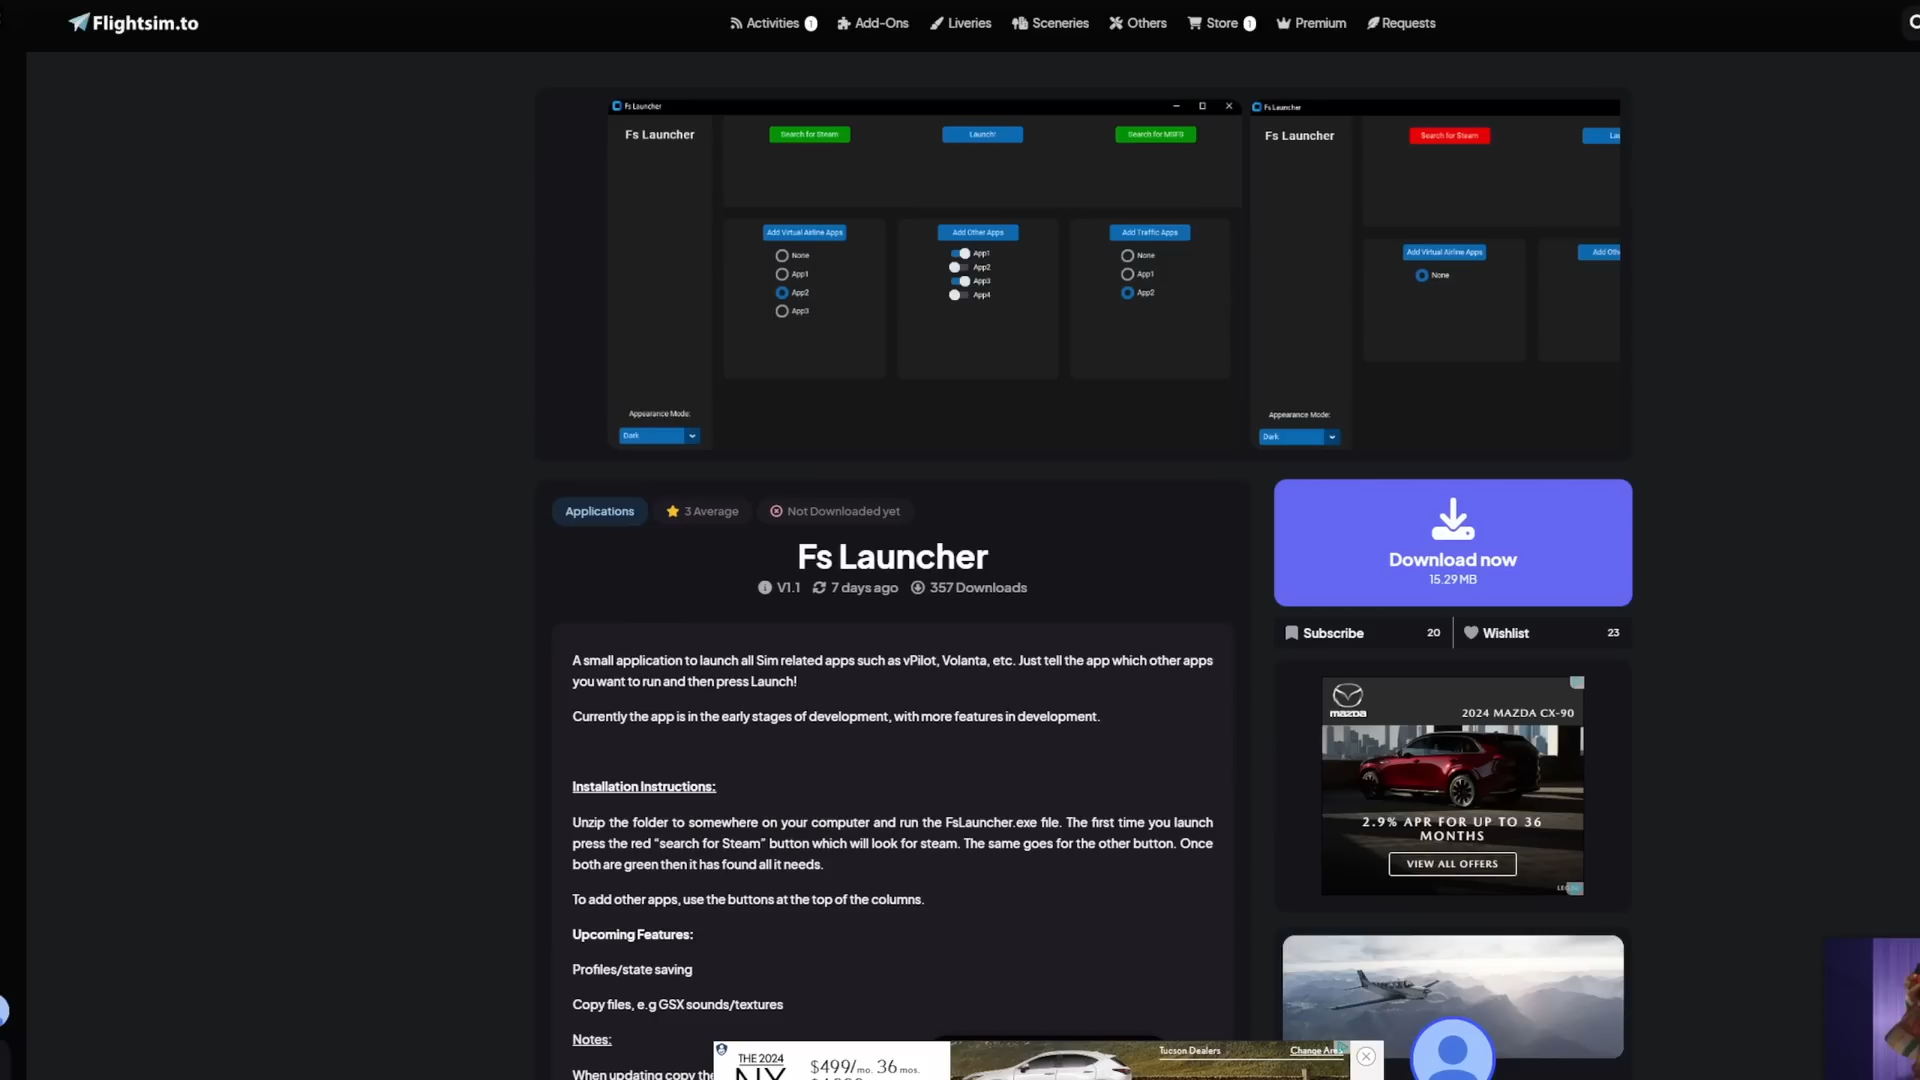 Flightsim.to
Activities 1 Add-Ons Liveries Sceneries Others Store 1 Premium Requests
Fs Launcher
Fs Launcher
Search for Steam
Launch!
Search for MSFS
Add Virtual Airline Apps
None
App1
App2
App3
Add Other Apps
App1
App2
App3
App4
Add Traffic Apps
None
App1
App2
Appearance Mode:
Dark
Fs Launcher
Fs Launcher
Search for Steam
Lau
Add Virtual Airline Apps
None
Add Oth
Appearance Mode:
Dark
Applications
3 Average
Not Downloaded yet
Fs Launcher
V1.1 7 days ago 357 Downloads
A small application to launch all Sim related apps such as vPilot, Volanta, etc. Just tell the app which other apps
you want to run and then press Launch!
Currently the app is in the early stages of development, with more features in development.
Installation Instructions:
Unzip the folder to somewhere on your computer and run the FsLauncher.exe file. The first time you launch
press the red “search for Steam” button which will look for steam. The same goes for the other button. Once
both are green then it has found all it needs.
To add other apps, use the buttons at the top of the columns.
Upcoming Features:
Profiles/state saving
Copy files, e.g GSX sounds/textures
Notes:
When updating copy the
Download now
15.29 MB
Subscribe 20
Wishlist 23
mazda
2024 MAZDA CX-90
2.9% APR FOR UP TO 36
MONTHS
VIEW ALL OFFERS
THE 2024
$499/mo. 36 mos.
Tucson Dealers
Change Area